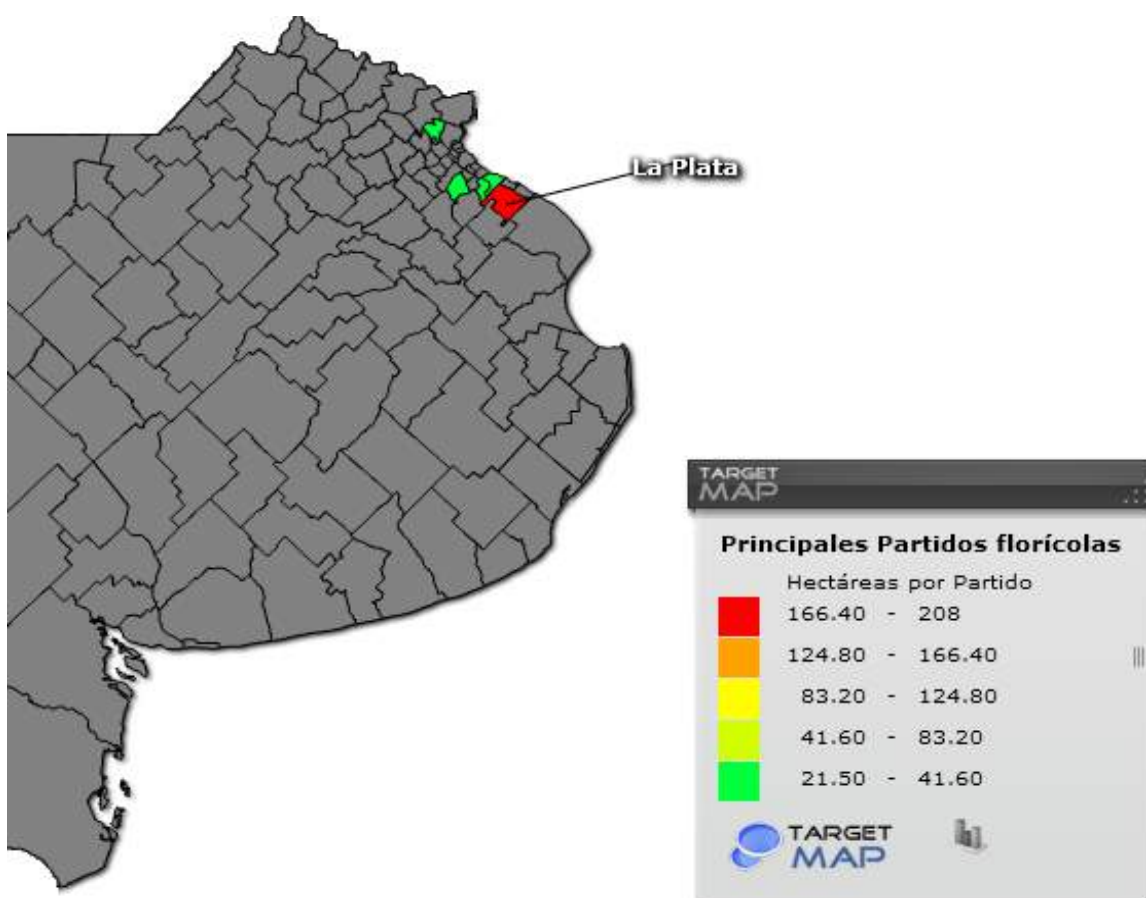 La Plata
TARGET
MAP
Principales Partidos florícolas
Hectáreas por Partido
166.40 - 208
124.80 - 166.40
83.20 - 124.80
41.60 - 83.20
21.50 - 41.60
TARGET
MAP